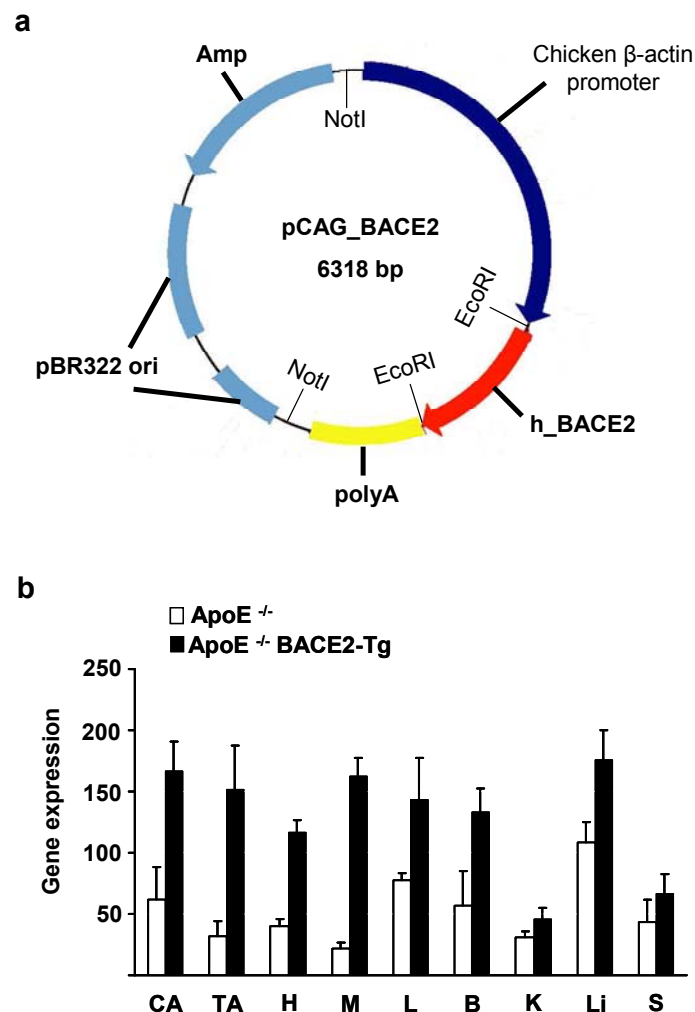 a
Amp
Chicken β-actin
promoter
NotI
pCAG_BACE2
6318 bp
EcoRI
pBR322 ori
NotI
EcoRI
h_BACE2
polyA
b
ApoE -/-
ApoE -/- BACE2-Tg
Gene expression
250
200
150
100
50
CA TA H M L B K Li S